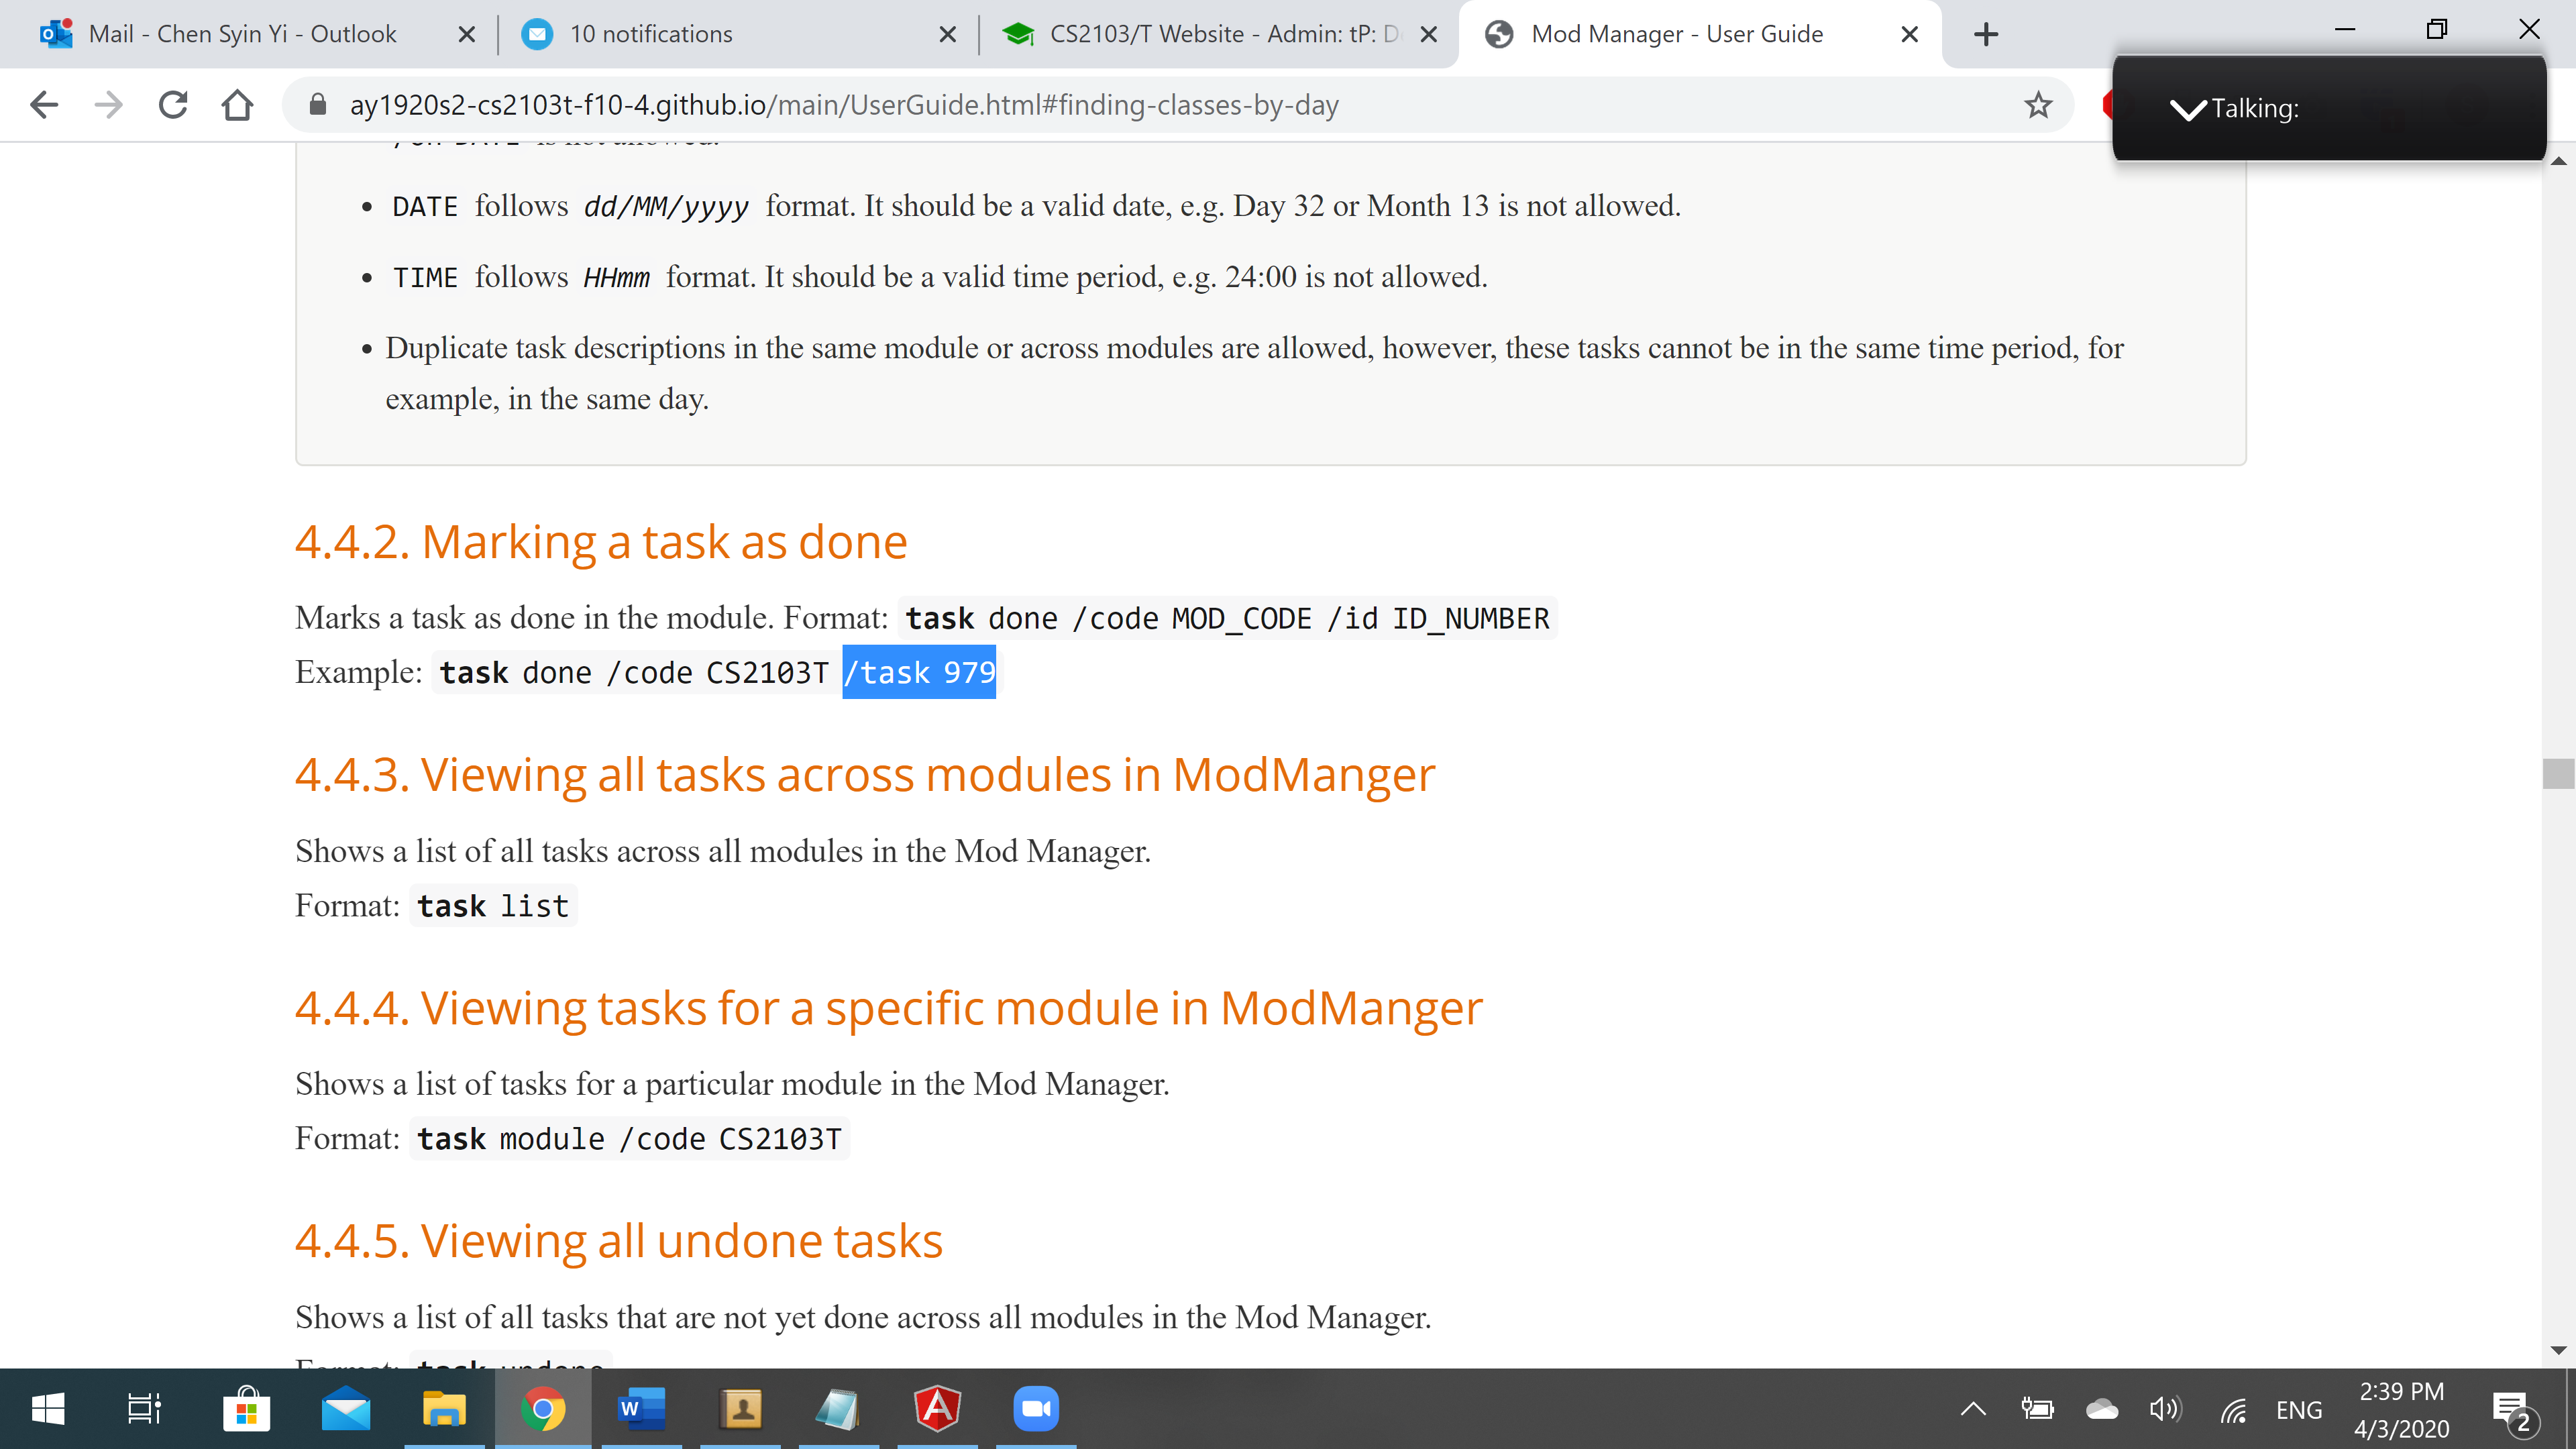 Mail - Chen Syin Yi - Outlook
10 notifications
CS2103/T Website - Admin: tP:
Mod Manager - User Guide
ay1920s2-cs2103t-f10-4.github.io/main/UserGuide.html#finding-classes-by-day
Talking:
is not allowed.
DATE follows dd/MM/yyyy format. It should be a valid date, e.g. Day 32 or Month 13 is not allowed.
TIME follows HHmm format. It should be a valid time period, e.g. 24:00 is not allowed.
Duplicate task descriptions in the same module or across modules are allowed, however, these tasks cannot be in the same time period, for
example, in the same day.
4.4.2. Marking a task as done
Marks a task as done in the module. Format: task done /code MOD_CODE /id ID_NUMBER
Example: task done /code CS2103T /task 979
4.4.3. Viewing all tasks across modules in ModManger
Shows a list of all tasks across all modules in the Mod Manager.
Format: task list
4.4.4. Viewing tasks for a specific module in ModManger
Shows a list of tasks for a particular module in the Mod Manager.
Format: task module /code CS2103T
4.4.5. Viewing all undone tasks
Shows a list of all tasks that are not yet done across all modules in the Mod Manager.
Format: task undone
ENG
2:39 PM
4/3/2020
2